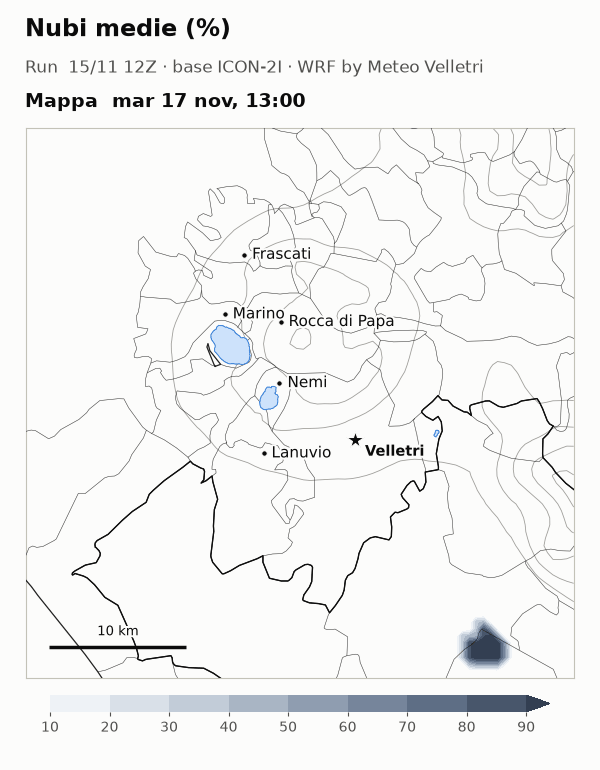 Nubi medie (%)
Run 15/11 12Z · base ICON-2I · WRF by Meteo Velletri
Mappa mar 17 nov, 13:00
Frascati
Marino
Rocca di Papa
Nemi
Velletri
Lanuvio
10 km
10 20 30 40 50 60 70 80 90